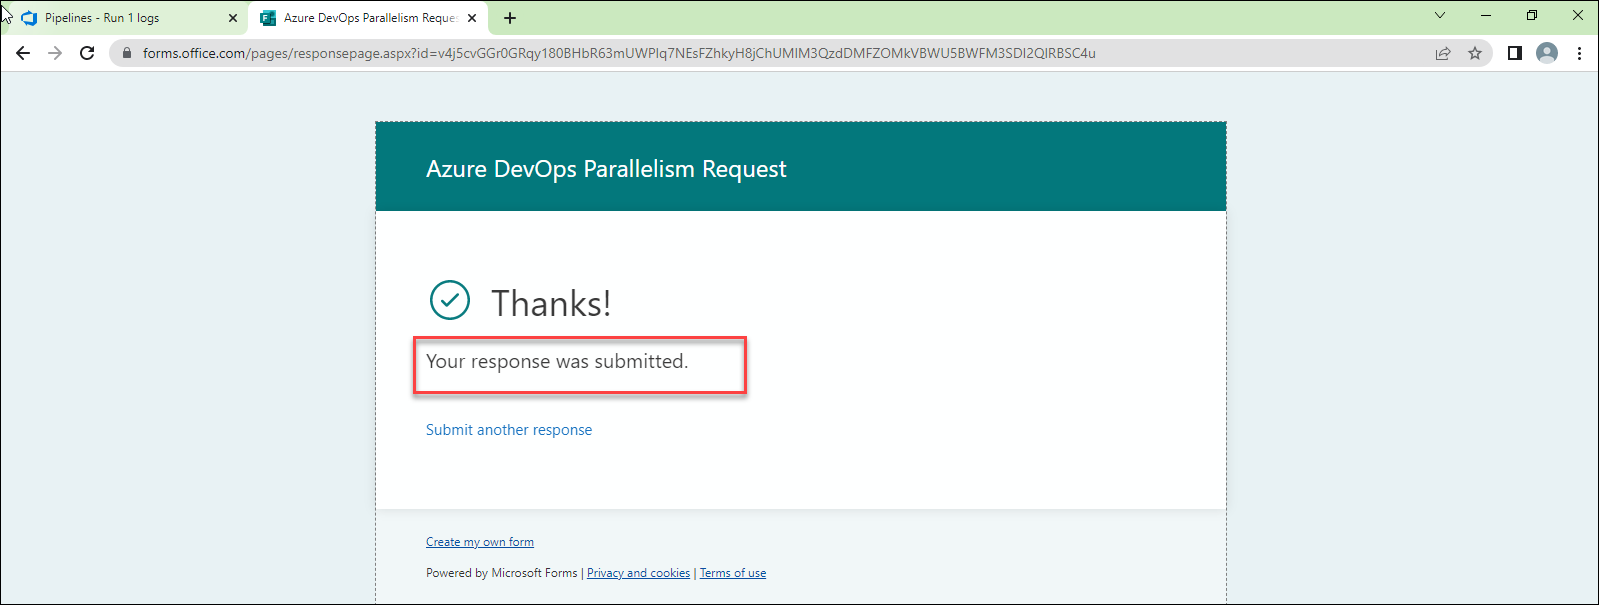 Pipelines - Run 1 logs
Azure DevOps Parallelism Reques
forms.office.com/pages/responsepage.aspx?id=v4j5cvGGr0GRqy180BHbR63mUWPIq7NEsFZhkyH8jChUMlM3QzdDMFZOMkVBWU5BWFM3SDI2QlRBSC4u
Azure DevOps Parallelism Request
Thanks!
Your response was submitted.
Submit another response
Create my own form
Powered by Microsoft Forms | Privacy and cookies | Terms of use